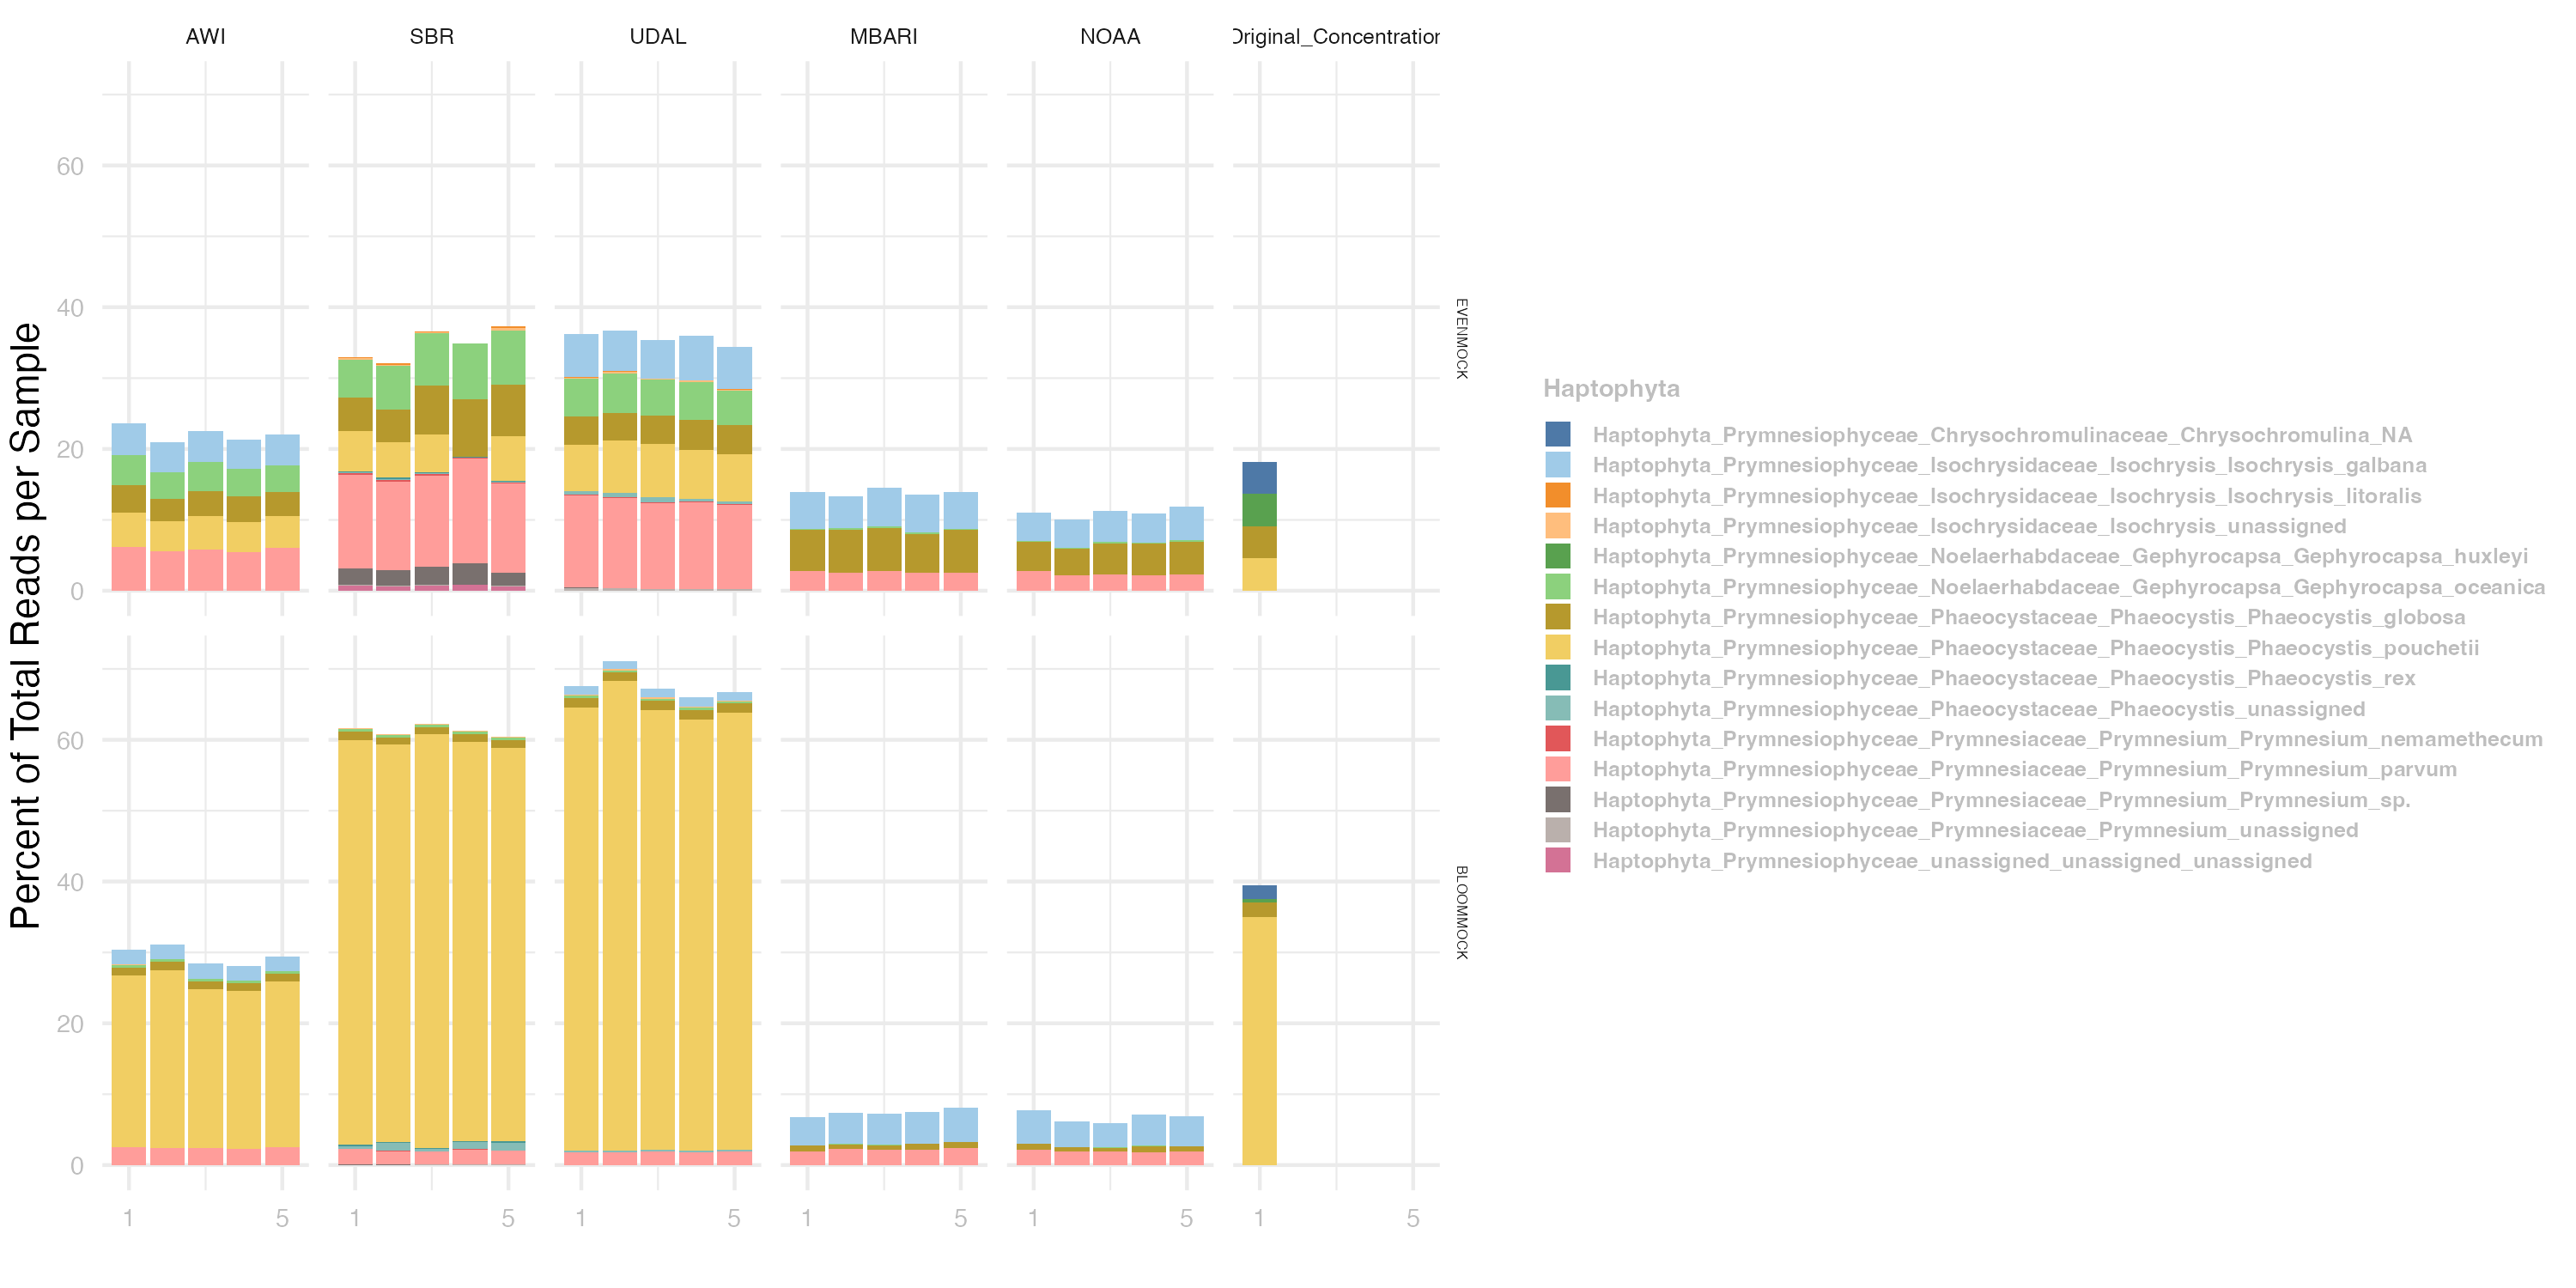 AWI SBR UDAL MBARI NOAA Original_Concentration
Percent of Total Reads per Sample
60
40
20
0
EVENMOCK
60
40
20
0
BLOOMMOCK
1 5 1 5 1 5 1 5 1 5 1 5
Haptophyta
Haptophyta_Prymnesiophyceae_Chrysochromulinaceae_Chrysochromulina_NA
Haptophyta_Prymnesiophyceae_Isochrysidaceae_Isochrysis_Isochrysis_galbana
Haptophyta_Prymnesiophyceae_Isochrysidaceae_Isochrysis_Isochrysis_litoralis
Haptophyta_Prymnesiophyceae_Isochrysidaceae_Isochrysis_unassigned
Haptophyta_Prymnesiophyceae_Noelaerhabdaceae_Gephyrocapsa_Gephyrocapsa_huxleyi
Haptophyta_Prymnesiophyceae_Noelaerhabdaceae_Gephyrocapsa_Gephyrocapsa_oceanica
Haptophyta_Prymnesiophyceae_Phaeocystaceae_Phaeocystis_Phaeocystis_globosa
Haptophyta_Prymnesiophyceae_Phaeocystaceae_Phaeocystis_Phaeocystis_pouchetii
Haptophyta_Prymnesiophyceae_Phaeocystaceae_Phaeocystis_Phaeocystis_rex
Haptophyta_Prymnesiophyceae_Phaeocystaceae_Phaeocystis_unassigned
Haptophyta_Prymnesiophyceae_Prymnesiaceae_Prymnesium_Prymnesium_nemamethecum
Haptophyta_Prymnesiophyceae_Prymnesiaceae_Prymnesium_Prymnesium_parvum
Haptophyta_Prymnesiophyceae_Prymnesiaceae_Prymnesium_Prymnesium_sp.
Haptophyta_Prymnesiophyceae_Prymnesiaceae_Prymnesium_unassigned
Haptophyta_Prymnesiophyceae_unassigned_unassigned_unassigned